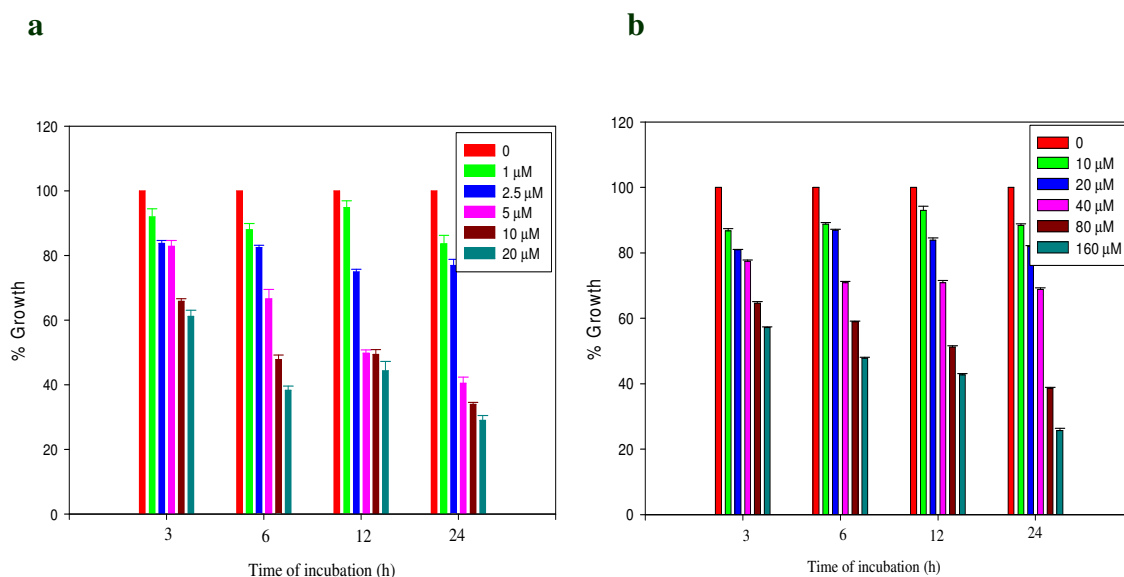 a
120
100
80
60
40
20
0
% Growth
3 6 12 24
Time of incubation (h)
0
1 µM
2.5 µM
5 µM
10 µM
20 µM
b
120
100
80
60
40
20
0
% Growth
3 6 12 24
Time of incubation (h)
0
10 µM
20 µM
40 µM
80 µM
160 µM